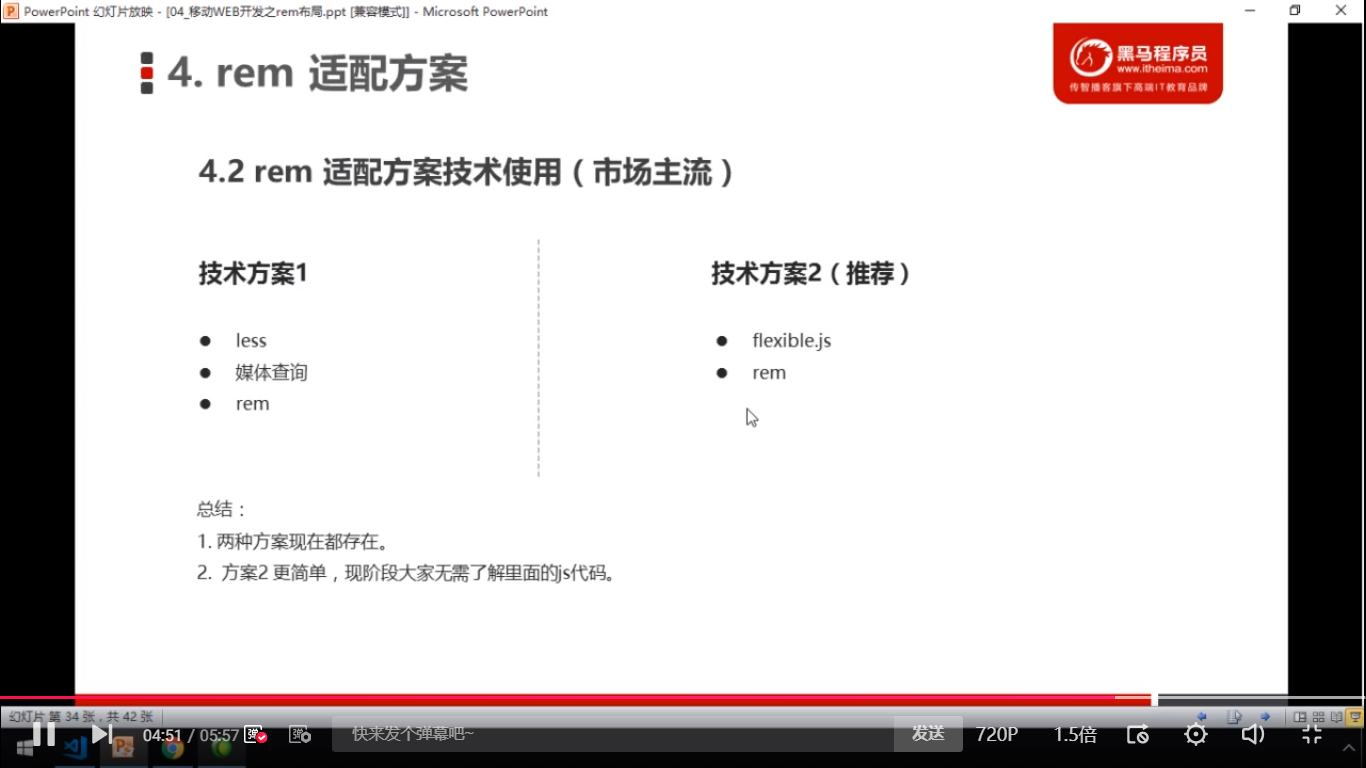 PowerPoint 幻灯片放映 - [04_移动WEB开发之rem布局.ppt [兼容模式]] - Microsoft PowerPoint
4. rem 适配方案
黑马程序员
www.itheima.com
传智播客旗下高端IT教育品牌
4.2 rem 适配方案技术使用（市场主流）
技术方案1
less
媒体查询
rem
技术方案2（推荐）
flexible.js
rem
总结：
1. 两种方案现在都存在。
2. 方案2 更简单，现阶段大家无需了解里面的js代码。
幻灯片 第 34 张，共 42 张
04:51 / 05:57
弹
弹
快来发个弹幕吧~
发送
720P
1.5倍